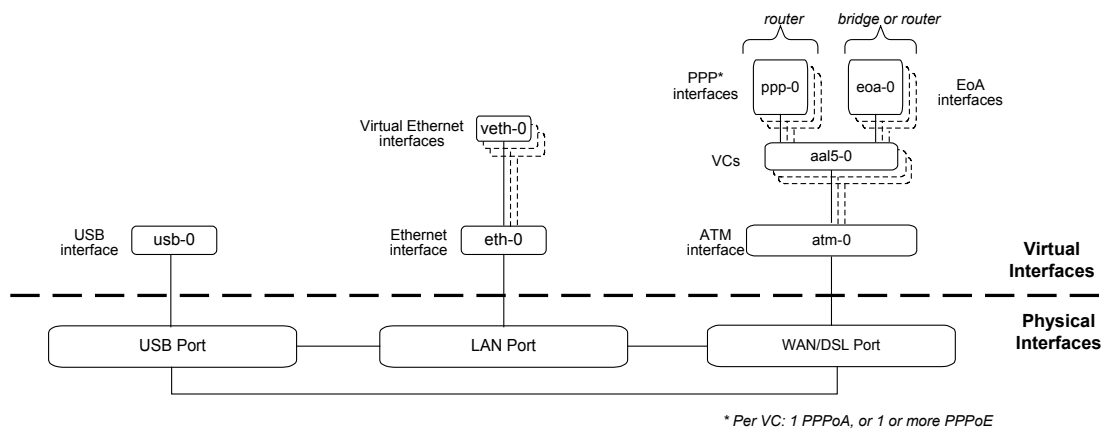 router
bridge or router
PPP*
interfaces
ppp-0
eoa-0
EoA
interfaces
Virtual Ethernet
interfaces
veth-0
VCs
aal5-0
USB
interface
usb-0
Ethernet
interface
eth-0
ATM
interface
atm-0
Virtual
Interfaces
Physical
Interfaces
USB Port
LAN Port
WAN/DSL Port
* Per VC: 1 PPPoA, or 1 or more PPPoE